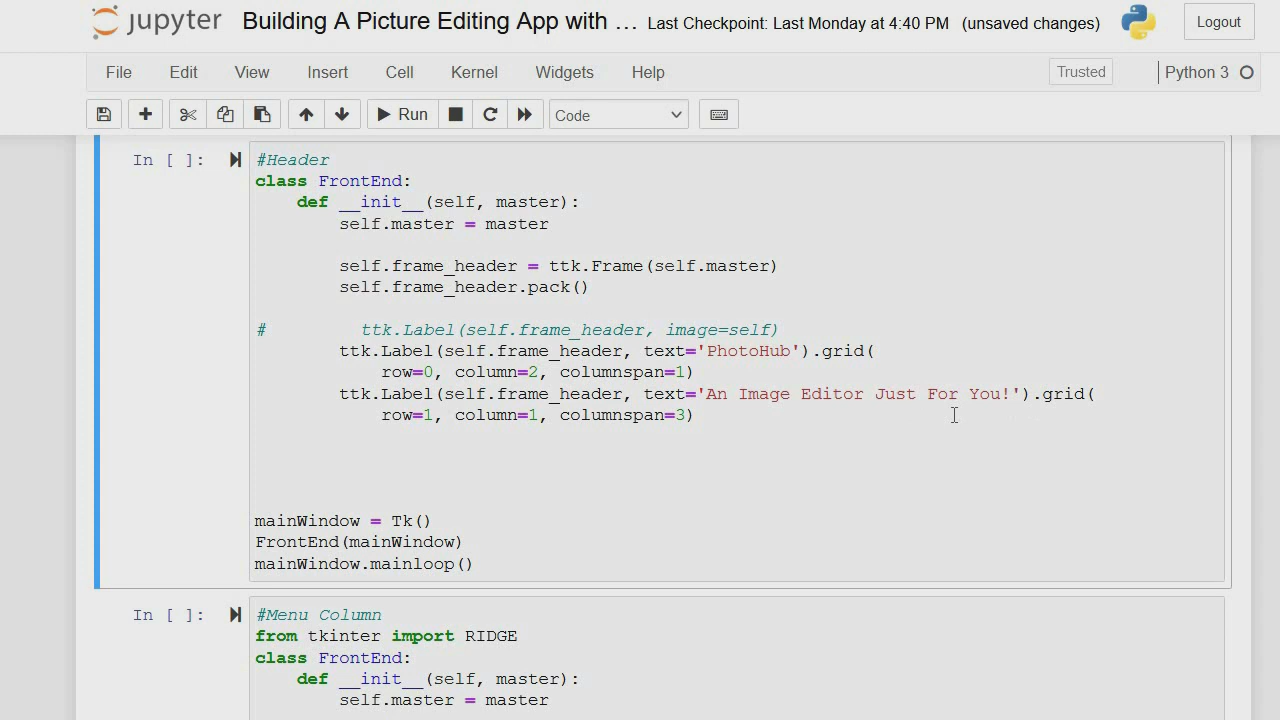 jupyter Building A Picture Editing App with ... Last Checkpoint: Last Monday at 4:40 PM (unsaved changes) Logout
File Edit View Insert Cell Kernel Widgets Help Trusted Python 3
Run Code
In [ ]: #Header
class FrontEnd:
    def __init__(self, master):
        self.master = master
        self.frame_header = ttk.Frame(self.master)
        self.frame_header.pack()
#         ttk.Label(self.frame_header, image=self)
        ttk.Label(self.frame_header, text='PhotoHub').grid(
            row=0, column=2, columnspan=1)
        ttk.Label(self.frame_header, text='An Image Editor Just For You!').grid(
            row=1, column=1, columnspan=3)
mainWindow = Tk()
FrontEnd(mainWindow)
mainWindow.mainloop()
In [ ]: #Menu Column
from tkinter import RIDGE
class FrontEnd:
    def __init__(self, master):
        self.master = master